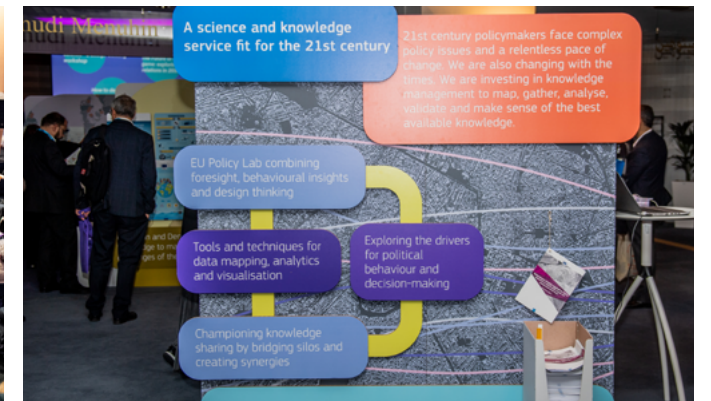 udi Menuhin
A science and knowledge
service fit for the 21st century
21st century policymakers face complex
policy issues and a relentless pace of
change. We are also changing with the
times. We are investing in knowledge
management to map, gather, analyse,
validate and make sense of the best
available knowledge.
EU Policy Lab combining
foresight, behavioural insights
and design thinking
Tools and techniques for
data mapping, analytics
and visualisation
Exploring the drivers
for political
behaviour and
decision-making
Championing knowledge
sharing by bridging silos and
creating synergies